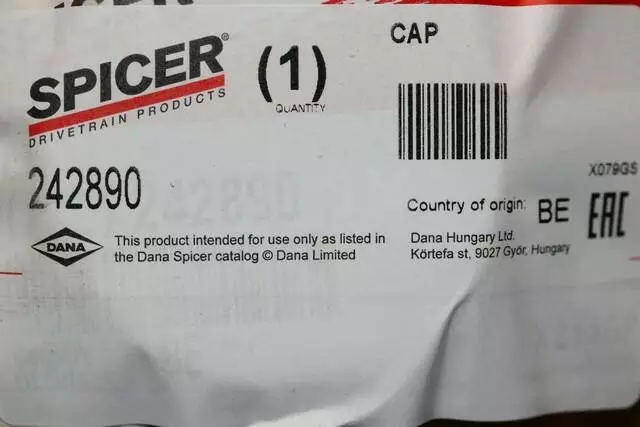 SPICER®
DRIVETRAIN PRODUCTS
(1)
QUANTITY
CAP
242890
X079GS
Country of origin: BE
EAC
DANA
This product intended for use only as listed in
the Dana Spicer catalog © Dana Limited
Dana Hungary Ltd.
Körtefa st, 9027 Győr, Hungary